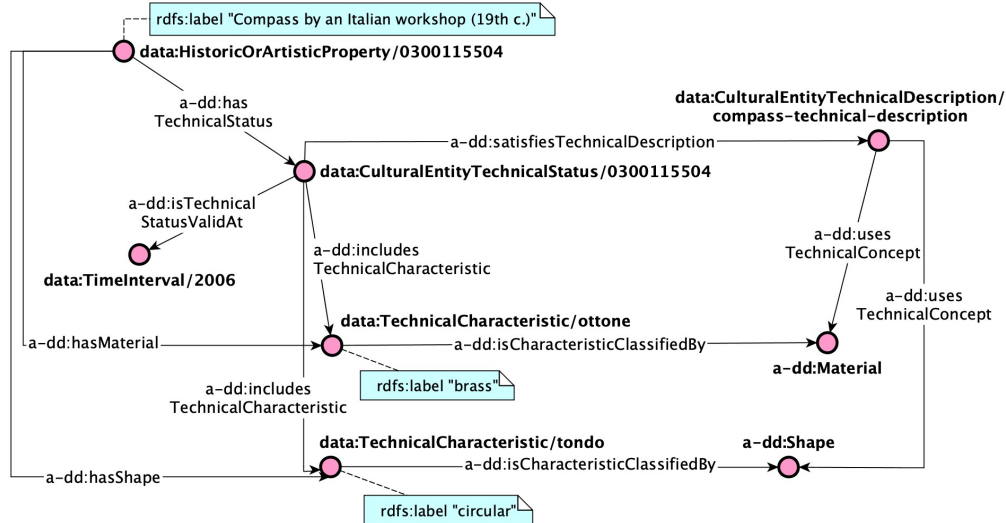 rdfs:label "Compass by an Italian workshop (19th c.)"
data:HistoricOrArtisticProperty/0300115504
a-dd:has
TechnicalStatus
data:CulturalEntityTechnicalDescription/
compass-technical-description
a-dd:satisfiesTechnicalDescription
data:CulturalEntityTechnicalStatus/0300115504
a-dd:isTechnical
StatusValidAt
data:TimeInterval/2006
a-dd:includes
TechnicalCharacteristic
a-dd:uses
TechnicalConcept
a-dd:uses
TechnicalConcept
data:TechnicalCharacteristic/ottone
a-dd:hasMaterial
a-dd:isCharacteristicClassifiedBy
a-dd:Material
rdfs:label "brass"
a-dd:includes
TechnicalCharacteristic
data:TechnicalCharacteristic/tondo
a-dd:Shape
a-dd:isCharacteristicClassifiedBy
a-dd:hasShape
rdfs:label "circular"